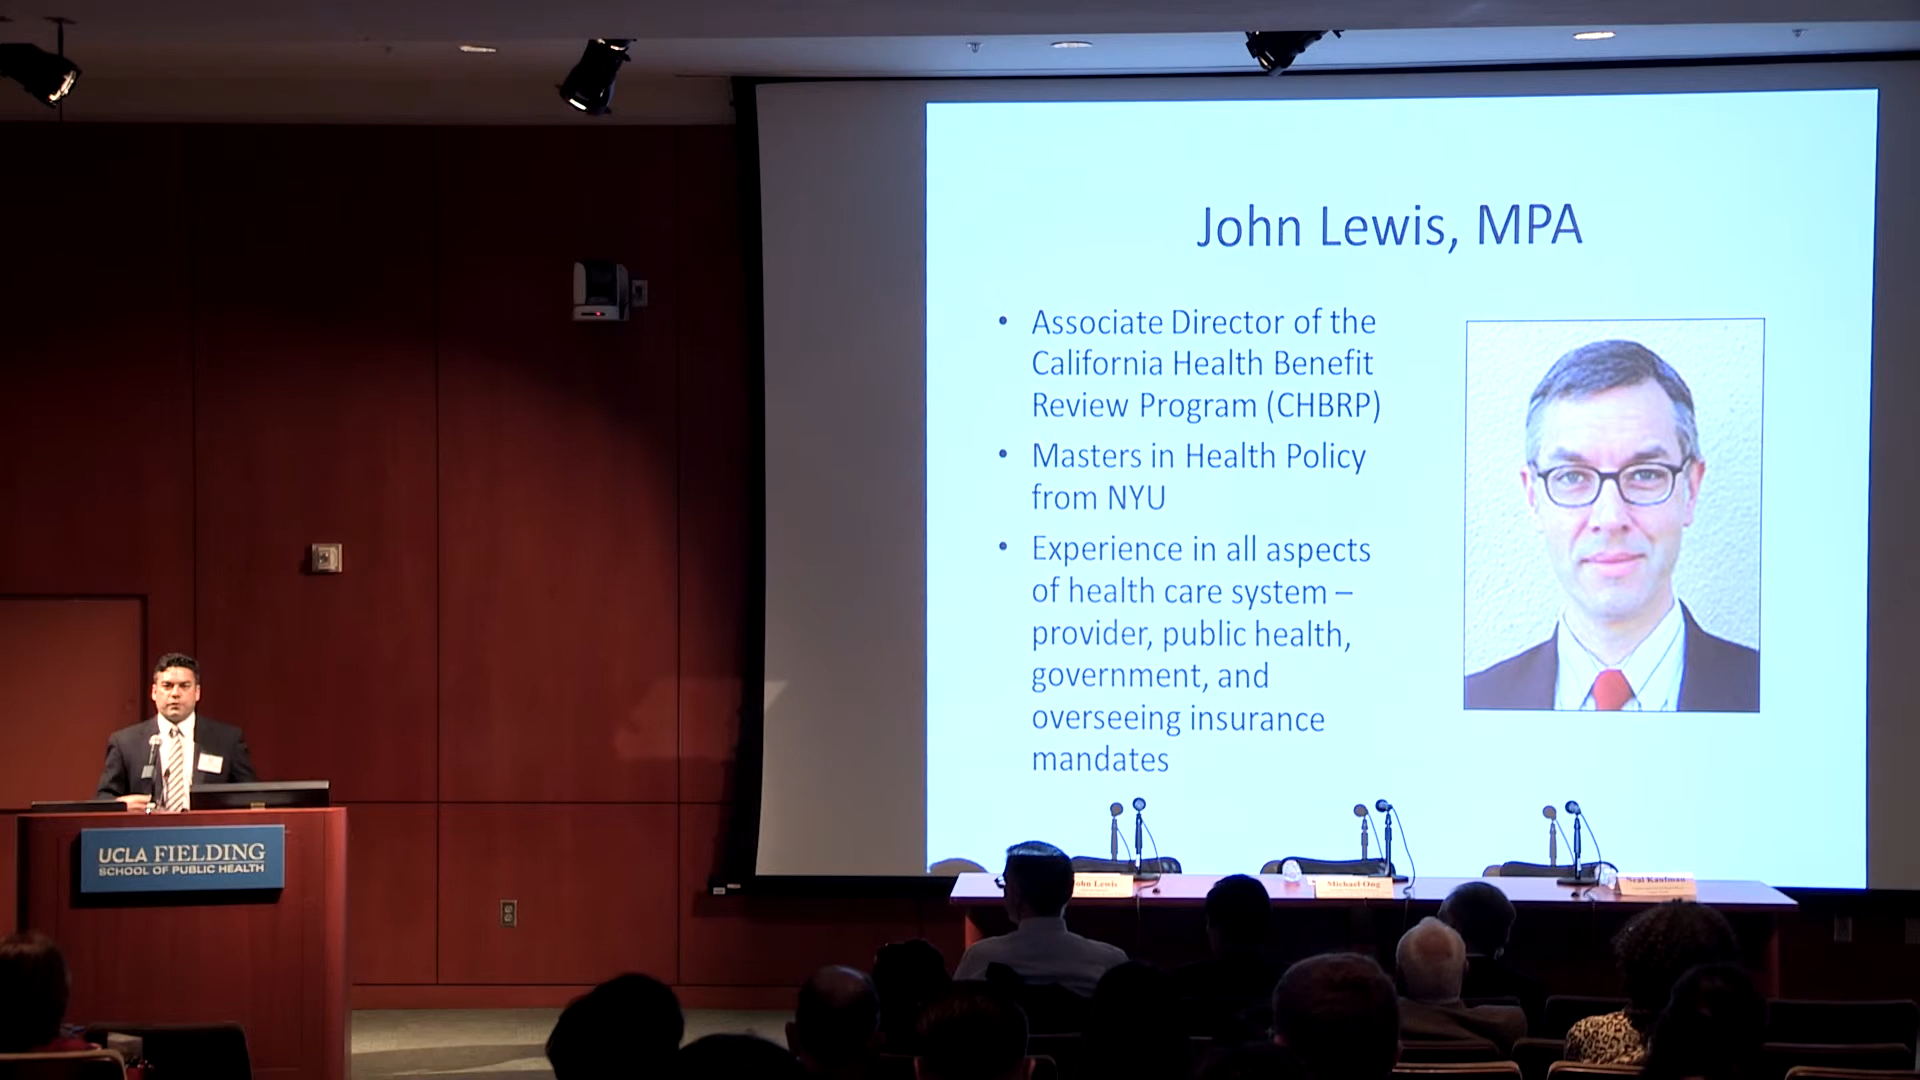 John Lewis, MPA
• Associate Director of the
California Health Benefit
Review Program (CHBRP)
• Masters in Health Policy
from NYU
• Experience in all aspects
of health care system –
provider, public health,
government, and
overseeing insurance
mandates
UCLA FIELDING
SCHOOL OF PUBLIC HEALTH
John Lewis
Michael Ong
Neal Kaufman